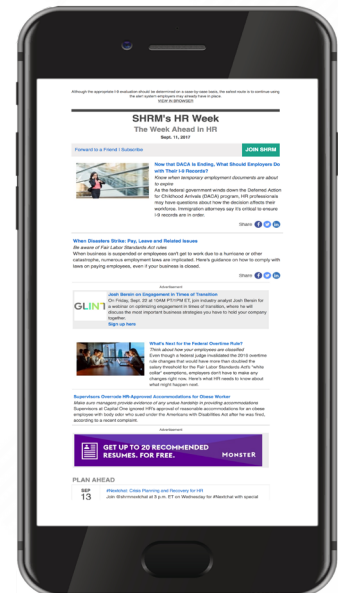 Although the appropriate I-9 evaluation should be determined on a case-by-case basis, the safest route is to continue using
the alert system employers may already have in place.
VIEW IN BROWSER
SHRM's HR Week
The Week Ahead in HR
Sept. 11, 2017
Forward to a Friend | Subscribe
JOIN SHRM
Now that DACA is Ending, What Should Employers Do
with Their I-9 Records?
Know when temporary employment documents are about
to expire
As the federal government winds down the Deferred Action
for Childhood Arrivals (DACA) program, HR professionals
may have questions about how the decision affects their
workforce. Immigration attorneys say it's critical to ensure
I-9 records are in order.
Share
When Disasters Strike: Pay, Leave and Related Issues
Be aware of Fair Labor Standards Act rules
When business is suspended or employees can't get to work due to a hurricane or other
catastrophe, numerous employment laws are implicated. Here's guidance on how to comply with
laws on paying employees, even if your business is closed.
Share
Advertisement
GLINT
Josh Bersin on Engagement in Times of Transition
On Friday, Sept. 22 at 10AM PT/1PM ET, join industry analyst Josh Bersin for
a webinar on optimizing engagement in times of transition, where he will
discuss the most important business strategies you have to hold your company
together.
Sign up here
What's Next for the Federal Overtime Rule?
Think about how your employees are classified
Even though a federal judge invalidated the 2016 overtime
rule changes that would have more than doubled the
salary threshold for the Fair Labor Standards Act's "white
collar" exemptions, employers don't have to make any
changes right now. Here's what HR needs to know about
what might happen next.
Supervisors Overrode HR-Approved Accommodations for Obese Worker
Make sure managers provide evidence of any undue hardship in providing accommodations
Supervisors at Capital One ignored HR's approval of reasonable accommodations for an obese
employee with body odor who sued under the Americans with Disabilities Act after he was fired,
according to a recent complaint.
Advertisement
GET UP TO 20 RECOMMENDED
RESUMES. FOR FREE.
MONSTER
PLAN AHEAD
SEP
13
#Nextchat: Crisis Planning and Recovery for HR
Join @shrmnextchat at 3 p.m. ET on Wednesday for #Nextchat with special